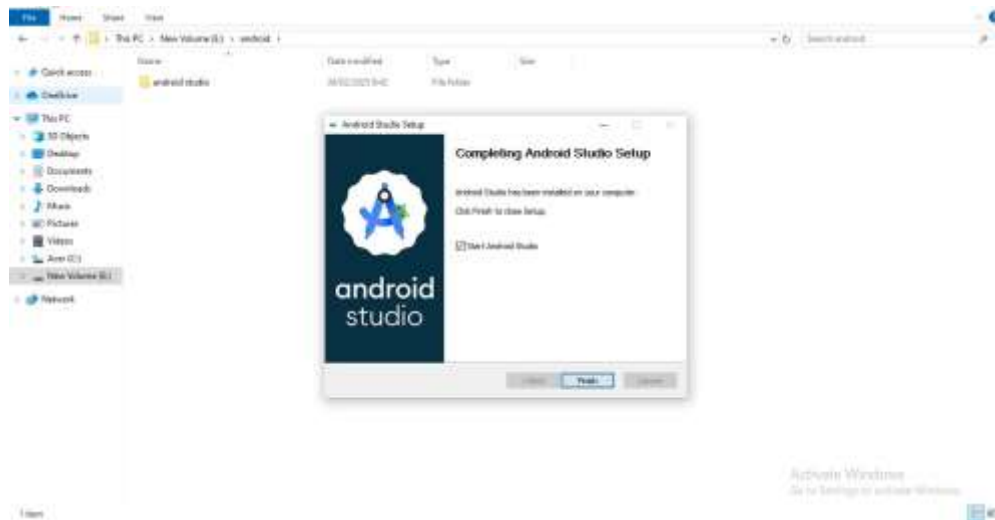 File Home Share View
This PC › New Volume (E:) › android ›
Search android
Name Date modified Type Size
android studio File folder
Quick access
OneDrive
This PC
3D Objects
Desktop
Documents
Downloads
Music
Pictures
Videos
Acer (C:)
New Volume (E:)
Network
Android Studio Setup
Completing Android Studio Setup
Android Studio has been installed on your computer.
Click Finish to close Setup.
Start Android Studio
android
studio
Finish
Activate Windows
Go to Settings to activate Windows.
1 item